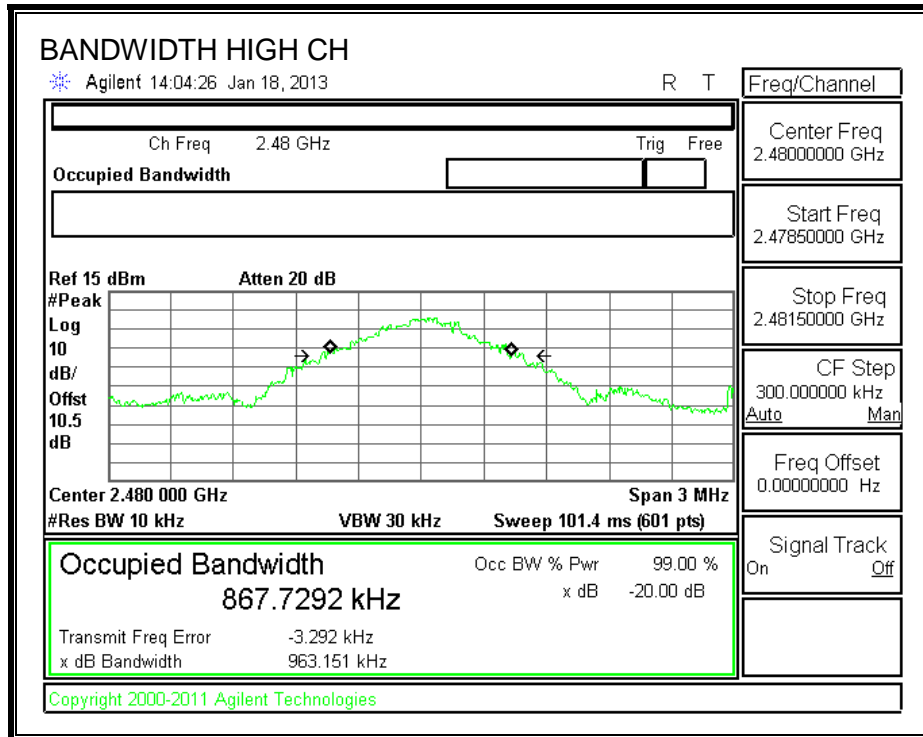 BANDWIDTH HIGH CH
Agilent 14:04:26 Jan 18, 2013 R T
Freq/Channel
Ch Freq 2.48 GHz Trig Free
Occupied Bandwidth
Center Freq
2.48000000 GHz
Start Freq
2.47850000 GHz
Stop Freq
2.48150000 GHz
CF Step
300.000000 kHz
Auto Man
Freq Offset
0.00000000 Hz
Signal Track
On Off
Ref 15 dBm Atten 20 dB
#Peak
Log
10
dB/
Offst
10.5
dB
Center 2.480 000 GHz Span 3 MHz
#Res BW 10 kHz VBW 30 kHz Sweep 101.4 ms (601 pts)
Occupied Bandwidth Occ BW % Pwr 99.00 %
867.7292 kHz x dB -20.00 dB
Transmit Freq Error -3.292 kHz
x dB Bandwidth 963.151 kHz
Copyright 2000-2011 Agilent Technologies